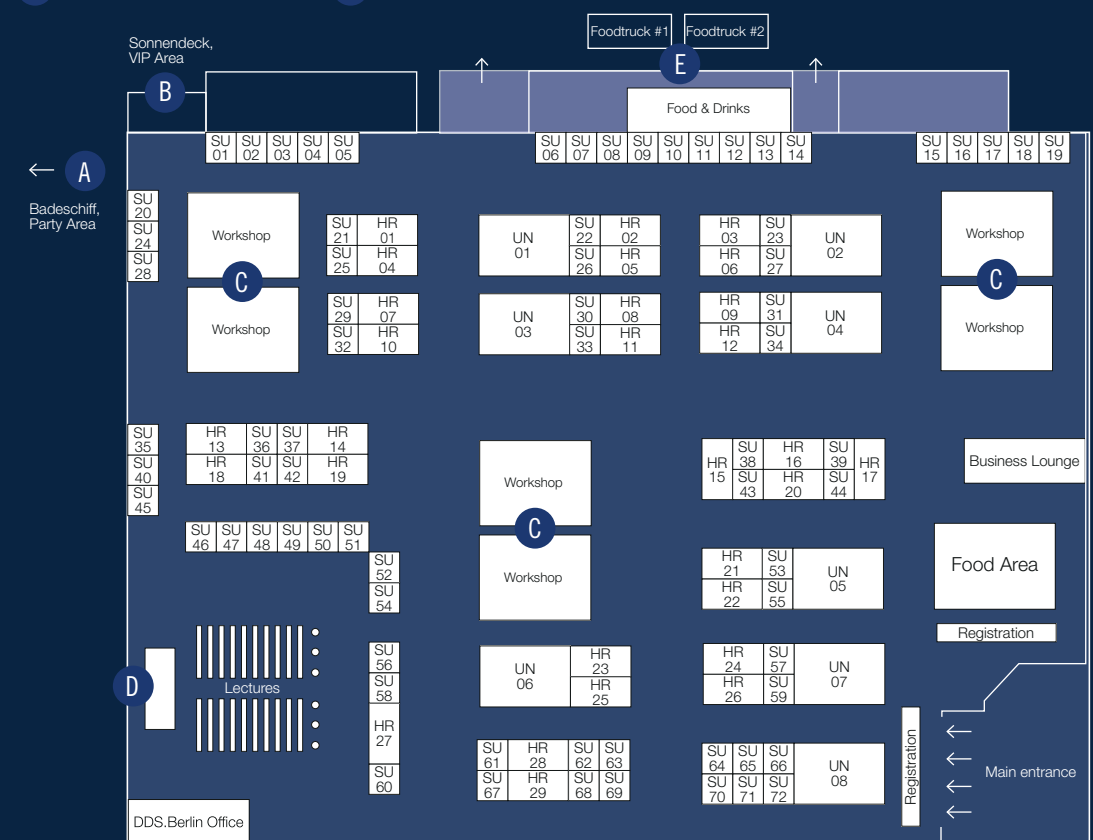 Foodtruck #1
Foodtruck #2
Sonnendeck,
VIP Area
E
B
Food & Drinks
SU 01
SU 02
SU 03
SU 04
SU 05
SU 06
SU 07
SU 08
SU 09
SU 10
SU 11
SU 12
SU 13
SU 14
SU 15
SU 16
SU 17
SU 18
SU 19
A
Badeschiff,
Party Area
SU 20
SU 24
SU 28
Workshop
C
Workshop
SU 21
HR 01
SU 25
HR 04
SU 29
HR 07
SU 32
HR 10
UN 01
SU 22
HR 02
SU 26
HR 05
UN 03
SU 30
HR 08
SU 33
HR 11
HR 03
SU 23
UN 02
HR 06
SU 27
HR 09
SU 31
UN 04
HR 12
SU 34
Workshop
C
Workshop
SU 35
SU 40
SU 45
HR 13
SU 36
SU 37
HR 14
HR 18
SU 41
SU 42
HR 19
SU 46
SU 47
SU 48
SU 49
SU 50
SU 51
SU 52
SU 54
Workshop
C
Workshop
HR 15
SU 38
HR 16
SU 39
HR 17
SU 43
HR 20
SU 44
Business Lounge
HR 21
SU 53
UN 05
HR 22
SU 55
Food Area
Registration
D
Lectures
SU 56
SU 58
HR 27
SU 60
UN 06
HR 23
HR 25
HR 24
SU 57
UN 07
HR 26
SU 59
SU 61
HR 28
SU 62
SU 63
SU 67
HR 29
SU 68
SU 69
SU 64
SU 65
SU 66
UN 08
SU 70
SU 71
SU 72
Registration
Main entrance
DDS.Berlin Office